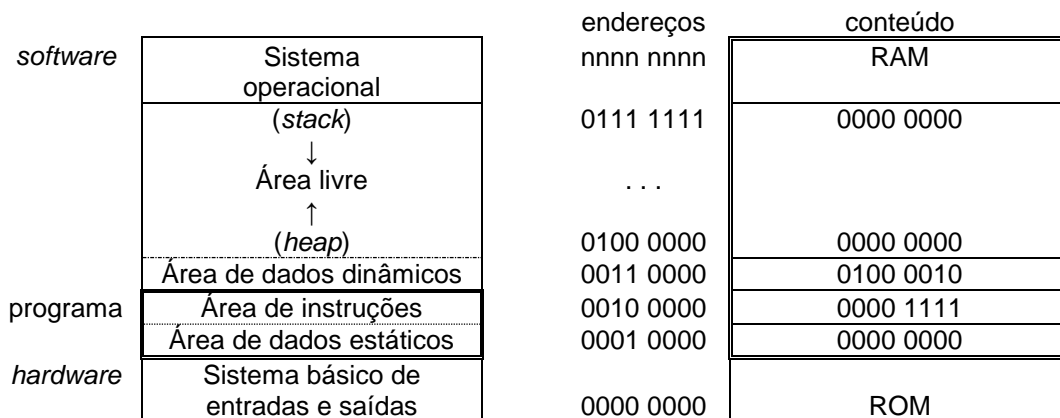 endereços conteúdo
software Sistema nnnn nnnn RAM
operacional
(stack) 0111 1111 0000 0000
↓
Área livre . . .
↑
(heap) 0100 0000 0000 0000
Área de dados dinâmicos 0011 0000 0100 0010
programa Área de instruções 0010 0000 0000 1111
Área de dados estáticos 0001 0000 0000 0000
hardware Sistema básico de
entradas e saídas 0000 0000 ROM